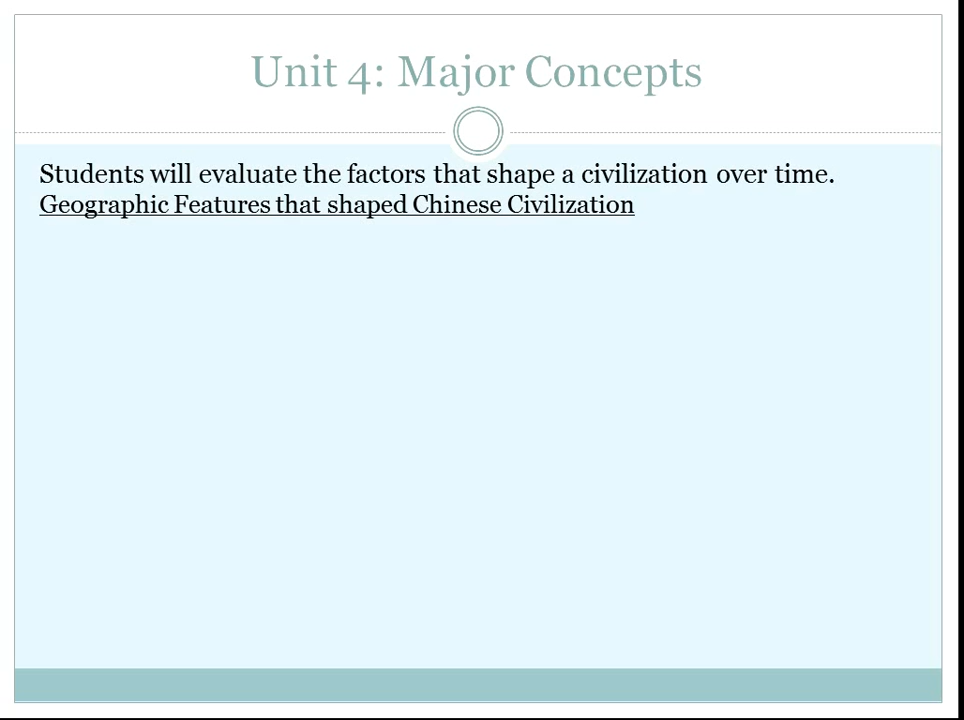 Unit 4: Major Concepts
Students will evaluate the factors that shape a civilization over time.
Geographic Features that shaped Chinese Civilization